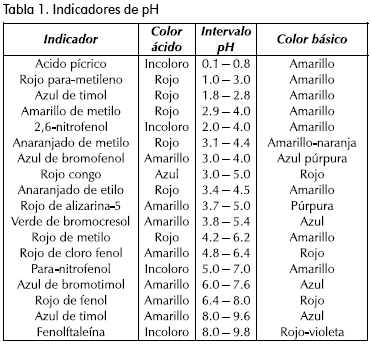 Tabla 1. Indicadores de pH
Indicador Color ácido Intervalo pH Color básico
Acido pícrico Incoloro 0.1 – 0.8 Amarillo
Rojo para-metileno Rojo 1.0 – 3.0 Amarillo
Azul de timol Rojo 1.8 – 2.8 Amarillo
Amarillo de metilo Rojo 2.9 – 4.0 Amarillo
2,6-nitrofenol Incoloro 2.0 – 4.0 Amarillo
Anaranjado de metilo Rojo 3.1 – 4.4 Amarillo-naranja
Azul de bromofenol Amarillo 3.0 – 4.0 Azul púrpura
Rojo congo Azul 3.0 – 5.0 Rojo
Anaranjado de etilo Rojo 3.4 – 4.5 Amarillo
Rojo de alizarina-5 Amarillo 3.7 – 5.0 Púrpura
Verde de bromocresol Amarillo 3.8 – 5.4 Azul
Rojo de metilo Rojo 4.2 – 6.2 Amarillo
Rojo de cloro fenol Amarillo 4.8 – 6.4 Rojo
Para-nitrofenol Incoloro 5.0 – 7.0 Amarillo
Azul de bromotimol Amarillo 6.0 – 7.6 Azul
Rojo de fenol Amarillo 6.4 – 8.0 Rojo
Azul de timol Amarillo 8.0 – 9.6 Azul
Fenolftaleína Incoloro 8.0 – 9.8 Rojo-violeta